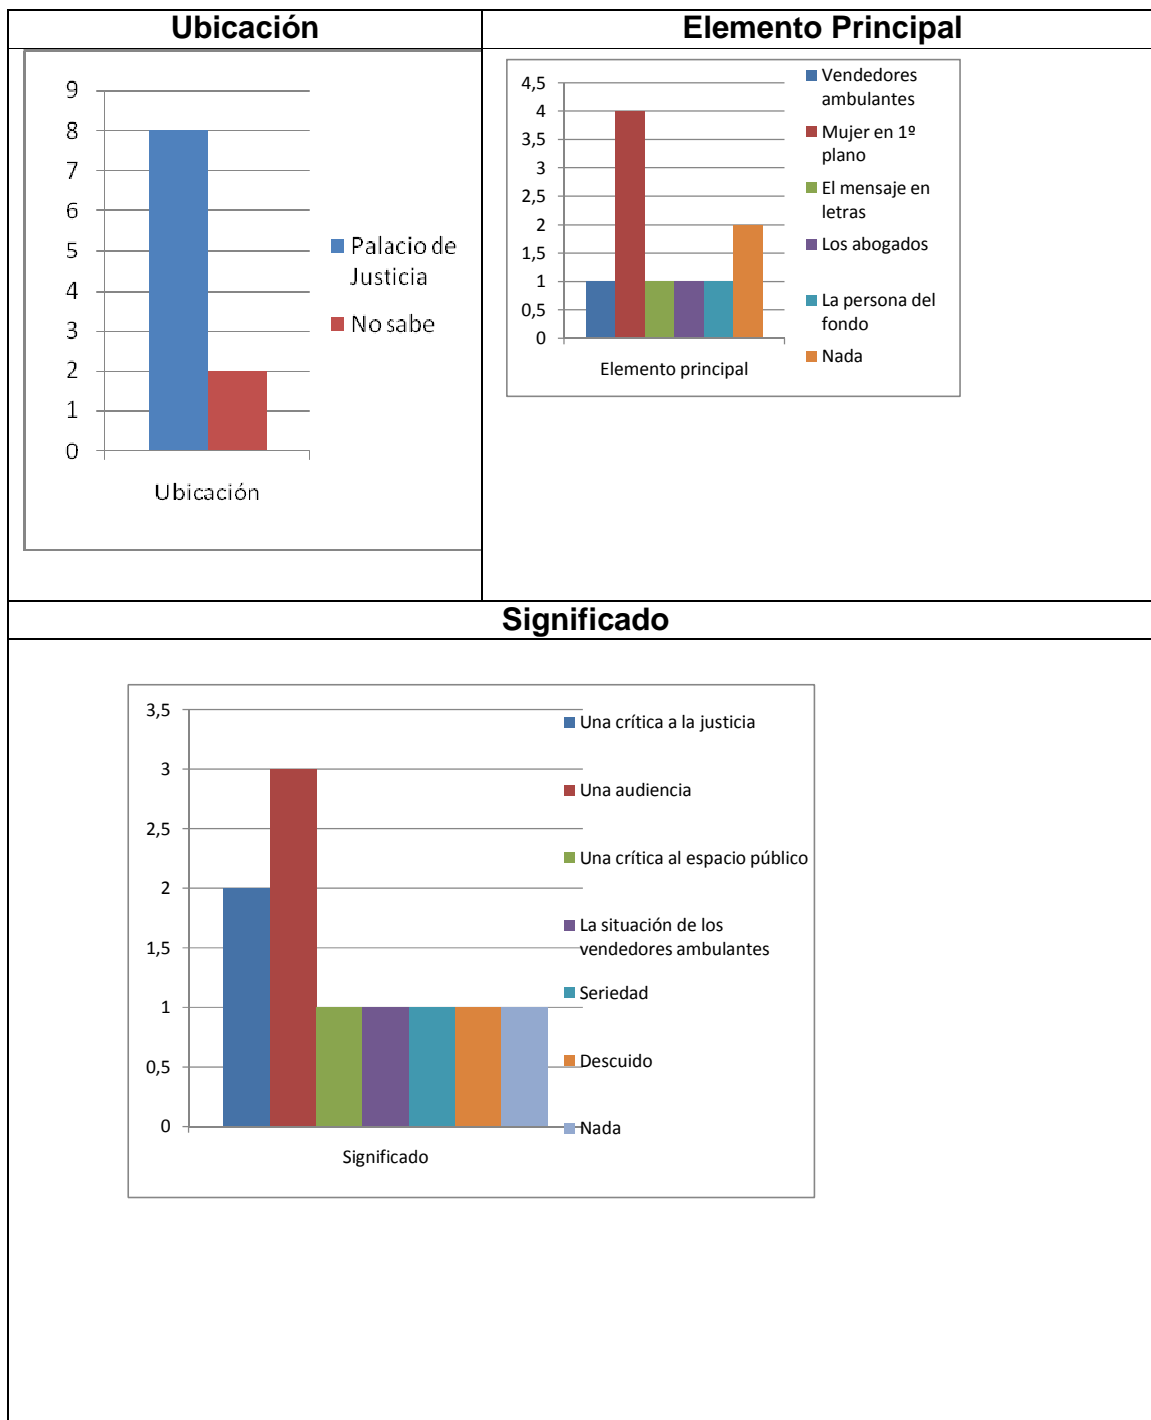 Ubicación
Elemento Principal
9
8
7
6
5
4
3
2
1
0
Ubicación
Palacio de
Justicia
No sabe
4,5
4
3,5
3
2,5
2
1,5
1
0,5
0
Elemento principal
Vendedores
ambulantes
Mujer en 1º
plano
El mensaje en
letras
Los abogados
La persona del
fondo
Nada
Significado
3,5
3
2,5
2
1,5
1
0,5
0
Significado
Una crítica a la justicia
Una audiencia
Una crítica al espacio público
La situación de los
vendedores ambulantes
Seriedad
Descuido
Nada